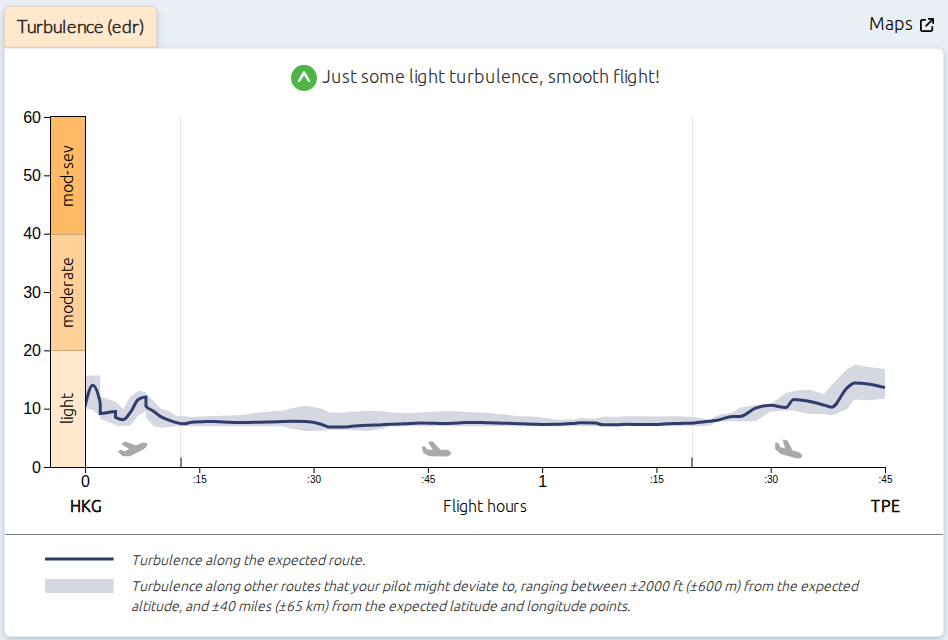 Turbulence (edr)
Maps
Just some light turbulence, smooth flight!
60
50
40
30
20
10
0
mod-sev
moderate
light
0 :15 :30 :45 1 :15 :30 :45
HKG Flight hours TPE
Turbulence along the expected route.
Turbulence along other routes that your pilot might deviate to, ranging between ±2000 ft (±600 m) from the expected
altitude, and ±40 miles (±65 km) from the expected latitude and longitude points.